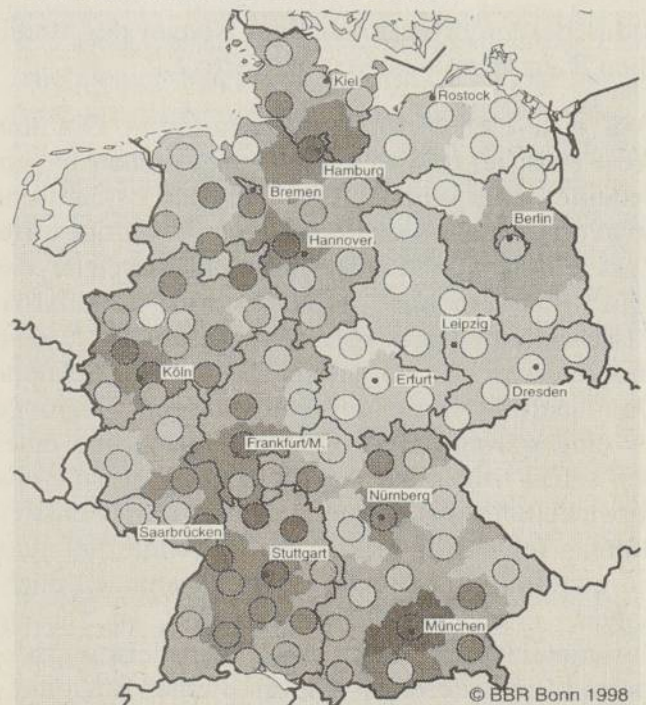 Kiel
Rostock
Hamburg
Bremen
Berlin
Hannover
Leipzig
Köln
Erfurt
Dresden
Frankfurt/M.
Nürnberg
Saarbrücken
Stuttgart
München
© BBR Bonn 1998